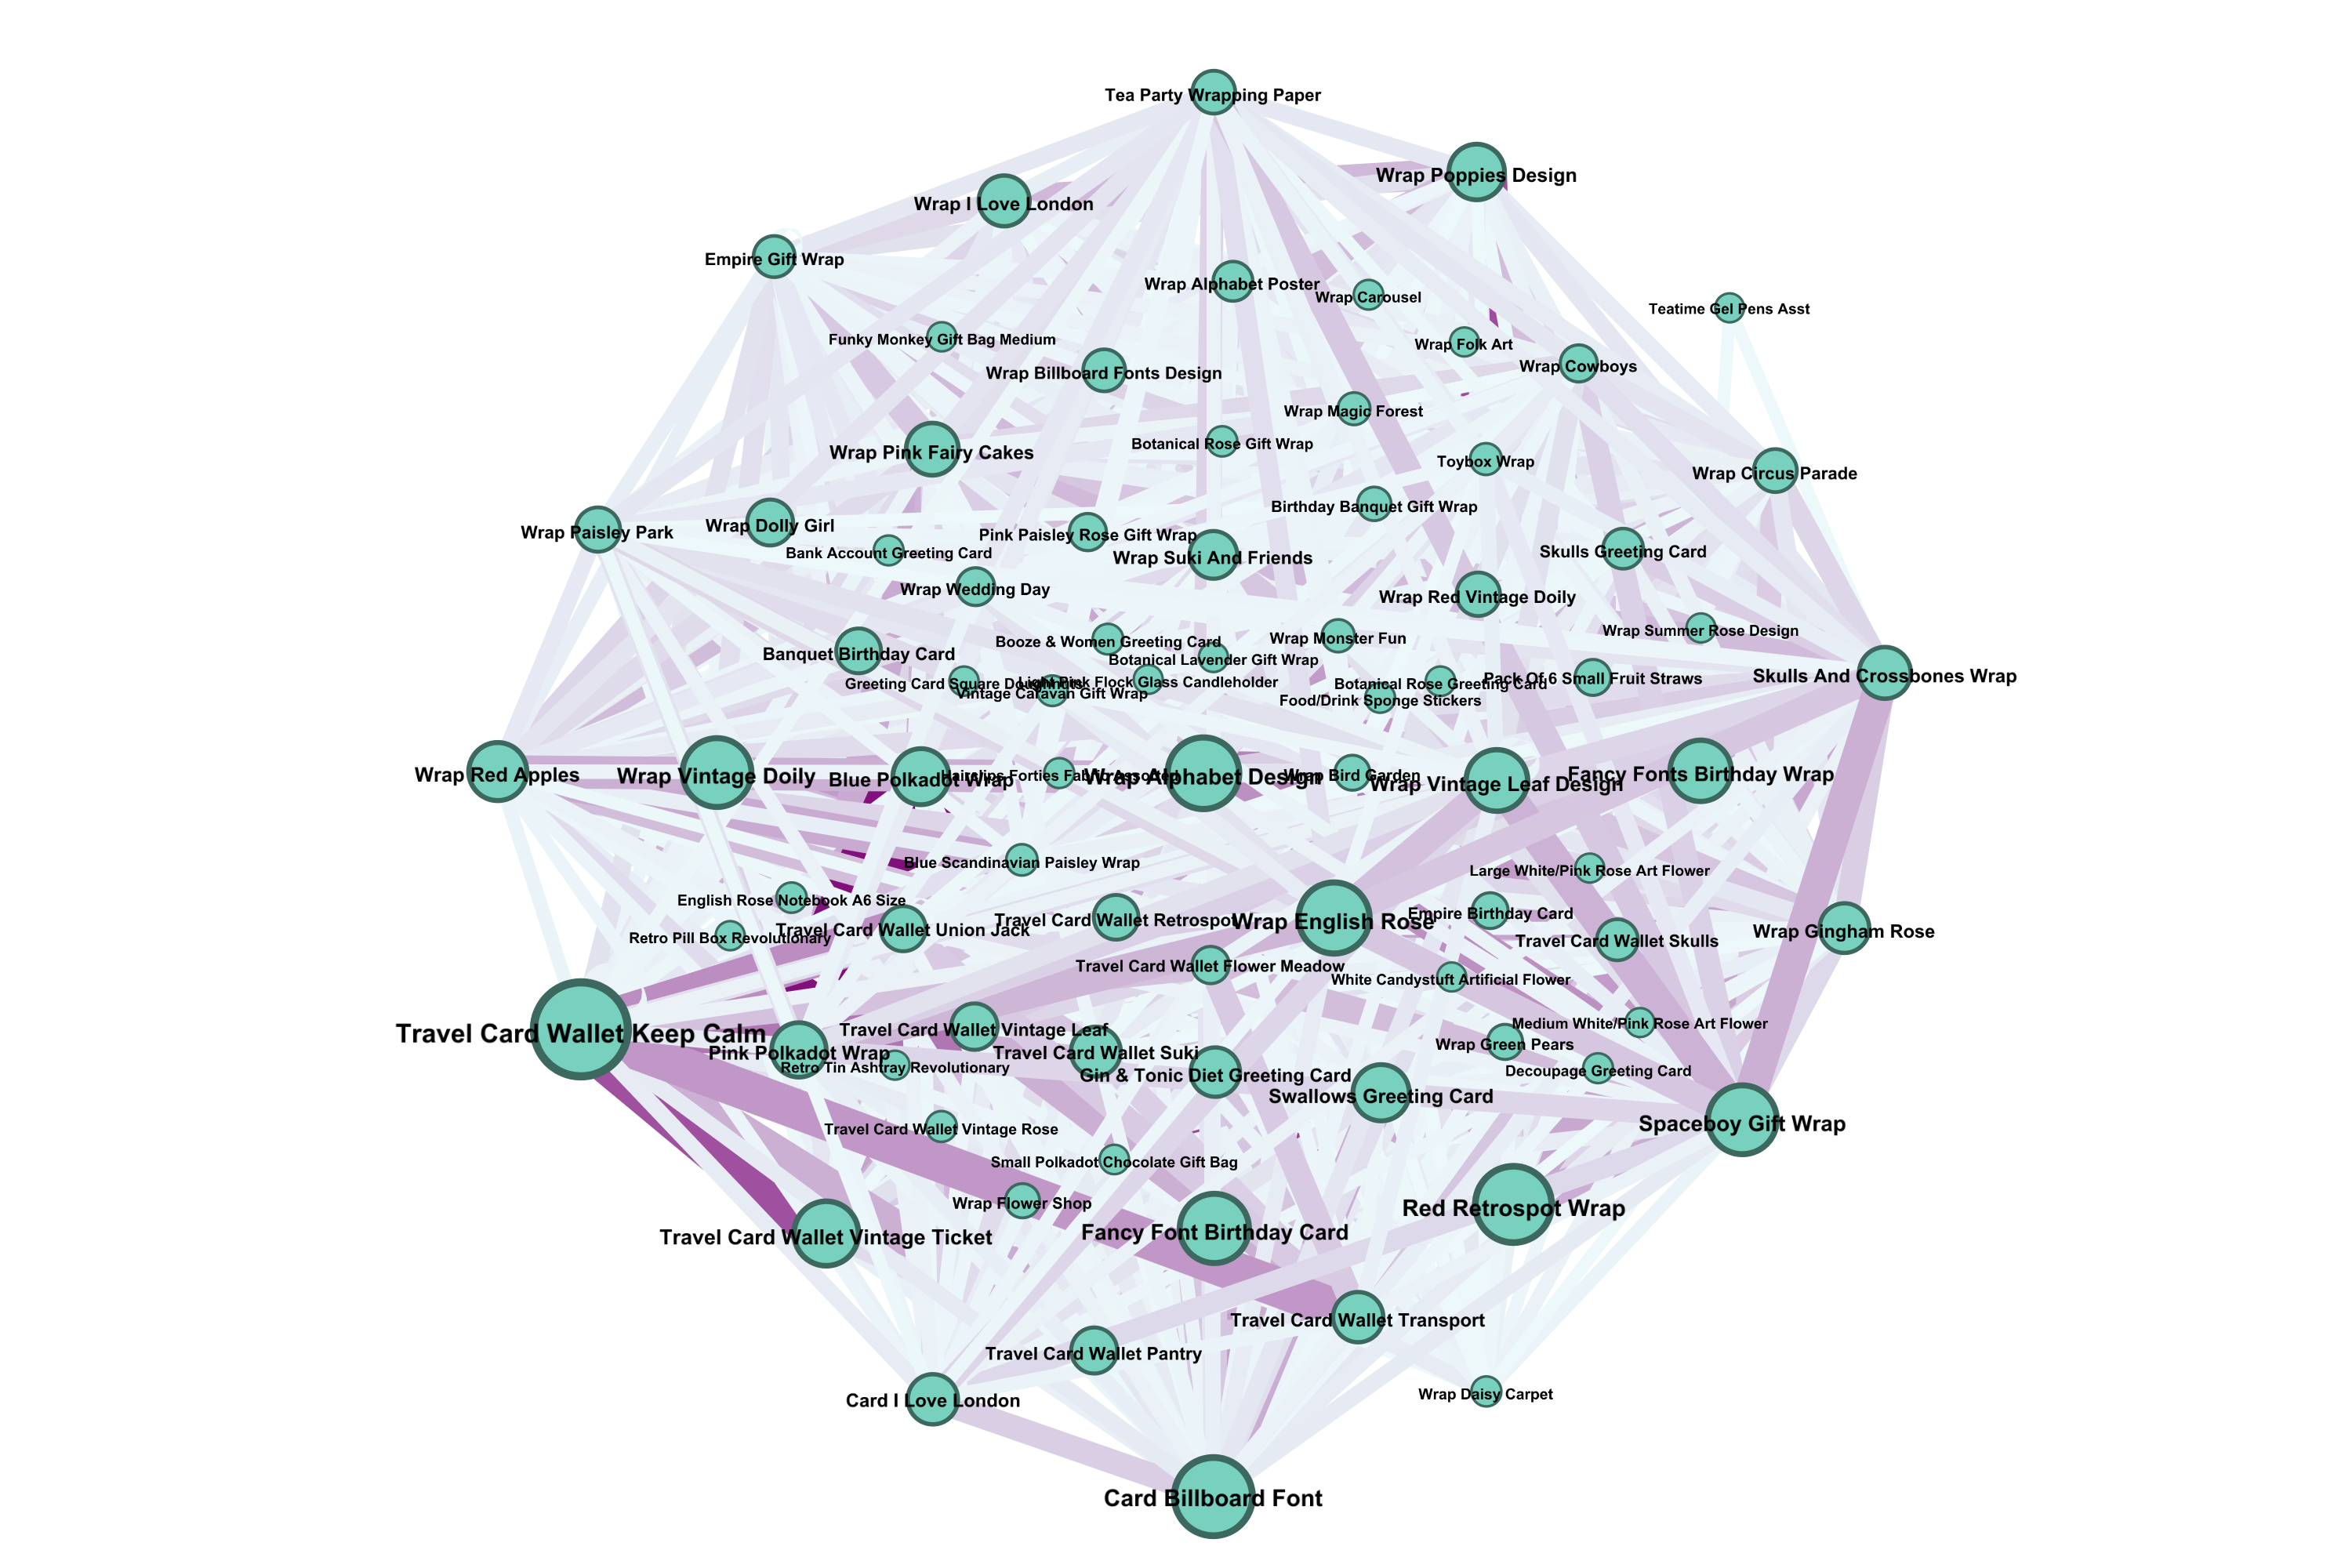 Tea Party Wrapping Paper
Wrap Poppies Design
Wrap I Love London
Empire Gift Wrap
Wrap Alphabet Poster
Wrap Carousel
Teatime Gel Pens Asst
Funky Monkey Gift Bag Medium
Wrap Folk Art
Wrap Cowboys
Wrap Billboard Fonts Design
Wrap Magic Forest
Botanical Rose Gift Wrap
Wrap Pink Fairy Cakes
Toybox Wrap
Wrap Circus Parade
Birthday Banquet Gift Wrap
Wrap Dolly Girl
Wrap Paisley Park
Pink Paisley Rose Gift Wrap
Bank Account Greeting Card
Wrap Suki And Friends
Skulls Greeting Card
Wrap Wedding Day
Wrap Red Vintage Doily
Wrap Summer Rose Design
Booze & Women Greeting Card
Wrap Monster Fun
Banquet Birthday Card
Botanical Lavender Gift Wrap
Skulls And Crossbones Wrap
Pack Of 6 Small Fruit Straws
Greeting Card Square Doughnuts
Light Pink Flock Glass Candleholder
Botanical Rose Greeting Card
Vintage Caravan Gift Wrap
Food/Drink Sponge Stickers
Wrap Red Apples
Wrap Vintage Doily
Blue Polkadot Wrap
Hairclips Forties Fabric Assorted
Wrap Alphabet Design
Wrap Bird Garden
Wrap Vintage Leaf Design
Fancy Fonts Birthday Wrap
Blue Scandinavian Paisley Wrap
Large White/Pink Rose Art Flower
English Rose Notebook A6 Size
Empire Birthday Card
Travel Card Wallet Retrospot
Wrap English Rose
Travel Card Wallet Union Jack
Wrap Gingham Rose
Retro Pill Box Revolutionary
Travel Card Wallet Skulls
Travel Card Wallet Flower Meadow
White Candystuft Artificial Flower
Medium White/Pink Rose Art Flower
Travel Card Wallet Keep Calm
Travel Card Wallet Vintage Leaf
Wrap Green Pears
Pink Polkadot Wrap
Travel Card Wallet Suki
Retro Tin Ashtray Revolutionary
Decoupage Greeting Card
Gin & Tonic Diet Greeting Card
Swallows Greeting Card
Spaceboy Gift Wrap
Travel Card Wallet Vintage Rose
Small Polkadot Chocolate Gift Bag
Wrap Flower Shop
Red Retrospot Wrap
Fancy Font Birthday Card
Travel Card Wallet Vintage Ticket
Travel Card Wallet Transport
Travel Card Wallet Pantry
Wrap Daisy Carpet
Card I Love London
Card Billboard Font